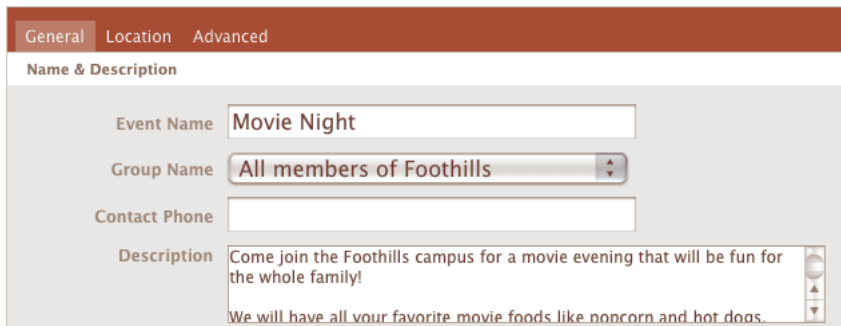 General Location Advanced
Name & Description
Event Name Movie Night
Group Name All members of Foothills
Contact Phone
Description Come join the Foothills campus for a movie evening that will be fun for
the whole family!
We will have all your favorite movie foods like popcorn and hot dogs.